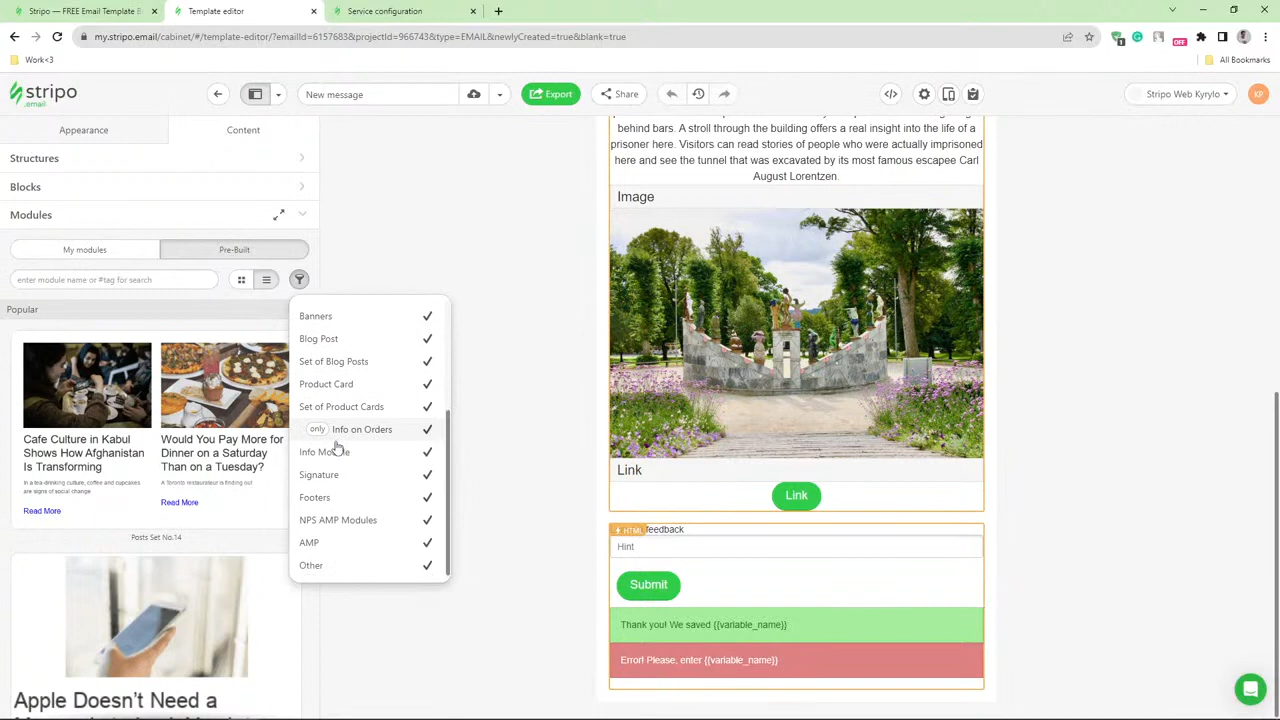 Stripo — FREE Email Template B
Template editor
Service configuration
my.stripo.email/cabinet/#/template-editor/?emailId=6157683&projectId=966743&type=EMAIL&newlyCreated=true&blank=true
1
OFF
Work<3
All Bookmarks
stripo
.email
New message
Export
Share
Stripo Web Kyrylo
KP
Appearance
Content
Structures
Blocks
Modules
My modules
Pre-Built
enter module name or #tag for search
Popular
Cafe Culture in Kabul
Shows How Afghanistan
Is Transforming
In a tea-drinking culture, coffee and cupcakes
are signs of social change
Read More
Would You Pay More for
Dinner on a Saturday
Than on a Tuesday?
A Toronto restaurateur is finding out
Read More
Posts Set No.14
Apple Doesn't Need a
Banners
Blog Post
Set of Blog Posts
Product Card
Set of Product Cards
only Info on Orders
Signature
Footers
NPS AMP Modules
AMP
Other
behind bars. A stroll through the building offers a real insight into the life of a
prisoner here. Visitors can read stories of people who were actually imprisoned
here and see the tunnel that was excavated by its most famous escapee Carl
August Lorentzen.
Image
Link
Link
HTML feedback
Hint
Submit
Thank you! We saved {{variable_name}}
Error! Please, enter {{variable_name}}